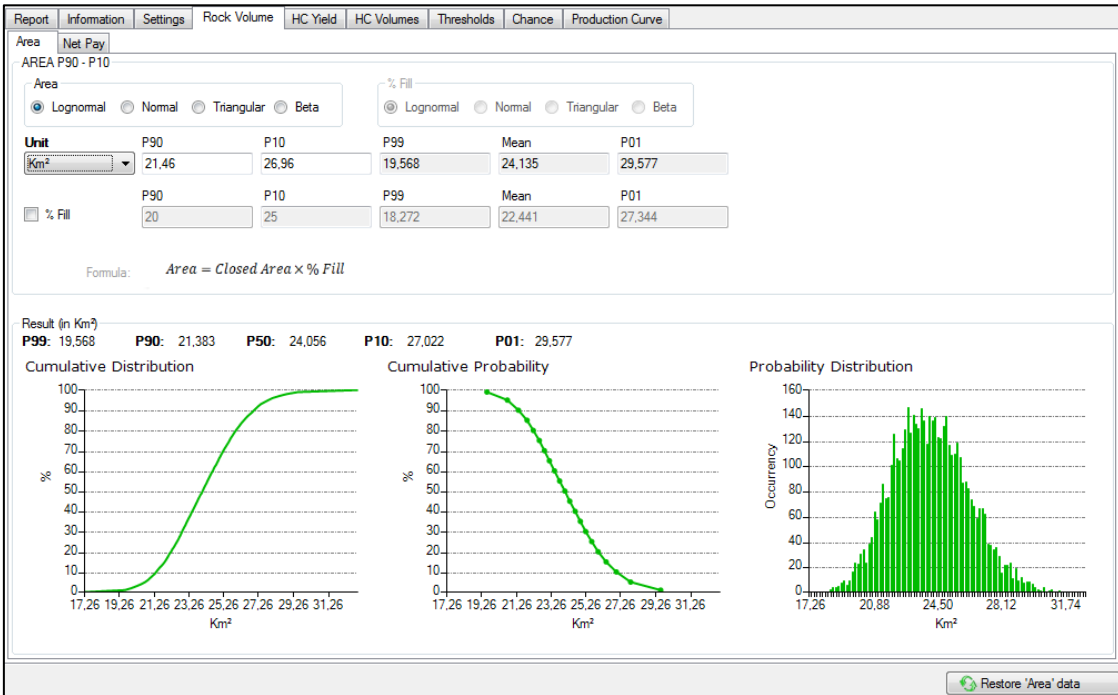 Report Information Settings Rock Volume HC Yield HC Volumes Thresholds Chance Production Curve
Area Net Pay
AREA P90 - P10
Area
Lognormal Normal Triangular Beta
% Fill
Lognormal Normal Triangular Beta
Unit P90 P10 P99 Mean P01
Km² 21,46 26,96 19,568 24,135 29,577
P90 P10 P99 Mean P01
% Fill 20 25 18,272 22,441 27,344
Formula: Area = Closed Area × % Fill
Result (in Km²)
P99: 19,568 P90: 21,383 P50: 24,056 P10: 27,022 P01: 29,577
Cumulative Distribution
100
90
80
70
60
50
40
30
20
10
0
%
17,26 19,26 21,26 23,26 25,26 27,26 29,26 31,26
Km²
Cumulative Probability
100
90
80
70
60
50
40
30
20
10
0
%
17,26 19,26 21,26 23,26 25,26 27,26 29,26 31,26
Km²
Probability Distribution
160
140
120
100
80
60
40
20
0
Occurrency
17,26 20,88 24,50 28,12 31,74
Km²
Restore 'Area' data